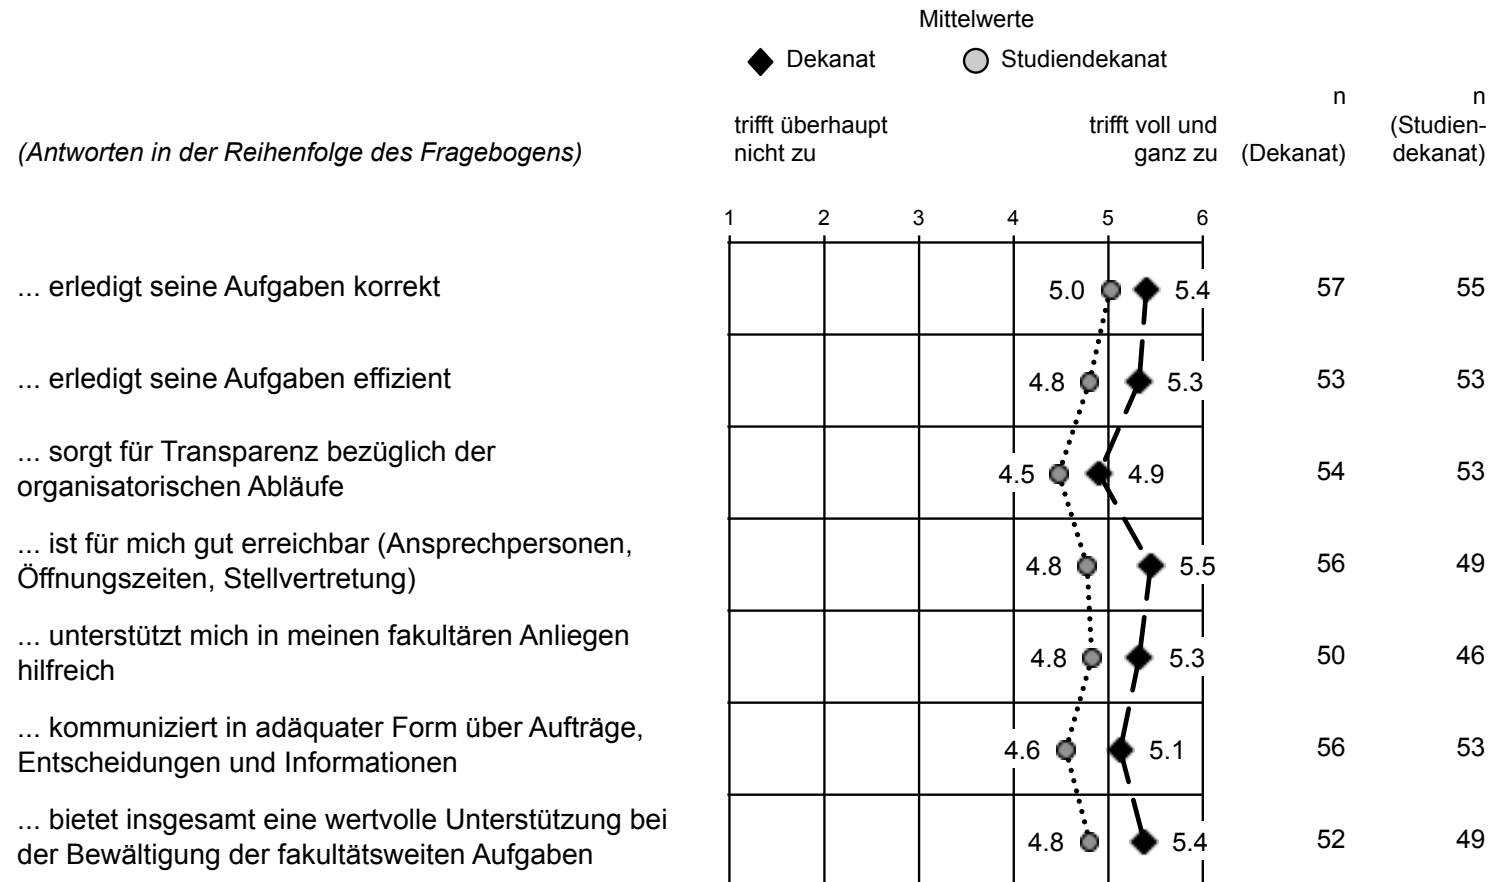 Mittelwerte
Dekanat Studiendekanat
n n
trifft überhaupt trifft voll und (Studien-
(Antworten in der Reihenfolge des Fragebogens) nicht zu ganz zu (Dekanat) dekanat)
1 2 3 4 5 6
... erledigt seine Aufgaben korrekt 5.0 5.4 57 55
... erledigt seine Aufgaben effizient 4.8 5.3 53 53
... sorgt für Transparenz bezüglich der
organisatorischen Abläufe 4.5 4.9 54 53
... ist für mich gut erreichbar (Ansprechpersonen,
Öffnungszeiten, Stellvertretung) 4.8 5.5 56 49
... unterstützt mich in meinen fakultären Anliegen
hilfreich 4.8 5.3 50 46
... kommuniziert in adäquater Form über Aufträge,
Entscheidungen und Informationen 4.6 5.1 56 53
... bietet insgesamt eine wertvolle Unterstützung bei
der Bewältigung der fakultätsweiten Aufgaben 4.8 5.4 52 49